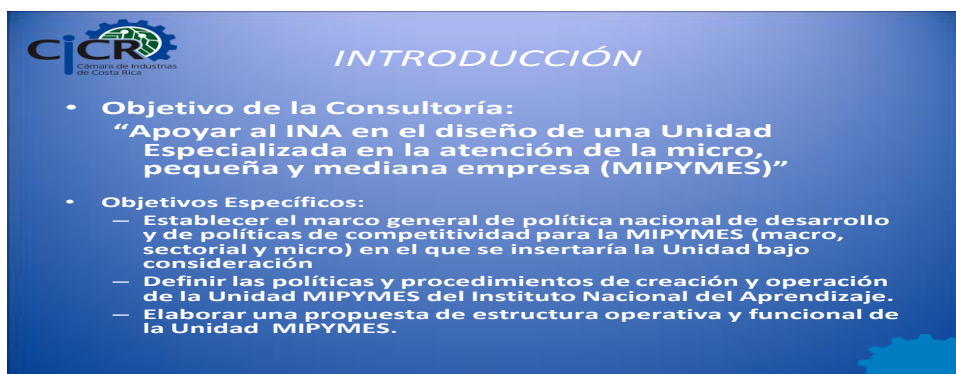 CICR
Cámara de Industrias
de Costa Rica
INTRODUCCIÓN
• Objetivo de la Consultoría:
“Apoyar al INA en el diseño de una Unidad
Especializada en la atención de la micro,
pequeña y mediana empresa (MIPYMES)”
• Objetivos Específicos:
– Establecer el marco general de política nacional de desarrollo
y de políticas de competitividad para la MIPYMES (macro,
sectorial y micro) en el que se insertaría la Unidad bajo
consideración
– Definir las políticas y procedimientos de creación y operación
de la Unidad MIPYMES del Instituto Nacional del Aprendizaje.
– Elaborar una propuesta de estructura operativa y funcional de
la Unidad MIPYMES.